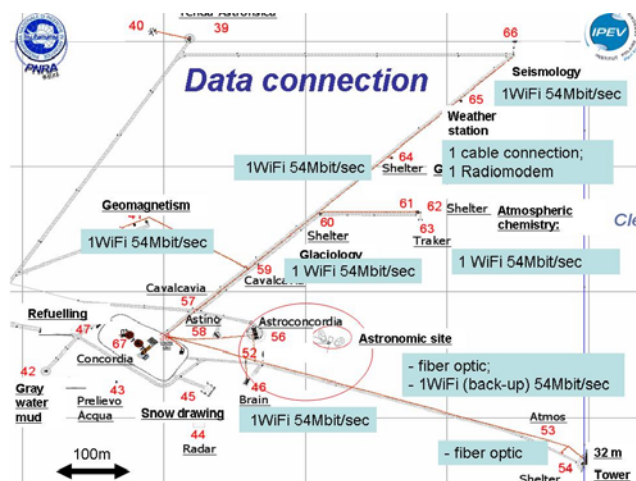 40
39
66
PNRA
IPEV
Data connection
Seismology
1WiFi 54Mbit/sec
65
Weather
station
1 cable connection;
1 Radiomodem
64
Shelter
G
1WiFi 54Mbit/sec
Geomagnetism
1WiFi 54Mbit/sec
61
62
Shelter
60
63
Shelter
Traker
Atmospheric
chemistry:
Cle
Glaciology
59
1 WiFi 54Mbit/sec
1 WiFi 54Mbit/sec
Cavalcavia
57
Refuelling
47
Astino
58
Astroconcordia
56
Astronomic site
67
Concordia
52
42
43
45
46
Brain
Gray
water
mud
Prelievo
Acqua
Snow drawing
44
Radar
1WiFi 54Mbit/sec
- fiber optic;
- 1WiFi (back-up) 54Mbit/sec
Atmos
53
- fiber optic
54
Shelter
32 m
Tower
100m